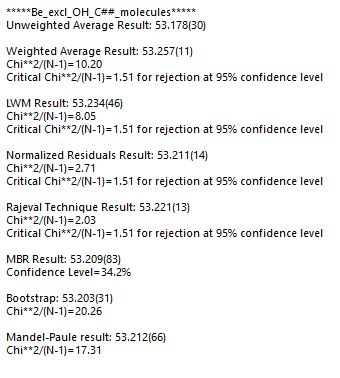 *****Be_excl_OH_C##_molecules*****
Unweighted Average Result: 53.178(30)
Weighted Average Result: 53.257(11)
Chi**2/(N-1)=10.20
Critical Chi**2/(N-1)=1.51 for rejection at 95% confidence level
LWM Result: 53.234(46)
Chi**2/(N-1)=8.05
Critical Chi**2/(N-1)=1.51 for rejection at 95% confidence level
Normalized Residuals Result: 53.211(14)
Chi**2/(N-1)=2.71
Critical Chi**2/(N-1)=1.51 for rejection at 95% confidence level
Rajeval Technique Result: 53.221(13)
Chi**2/(N-1)=2.03
Critical Chi**2/(N-1)=1.51 for rejection at 95% confidence level
MBR Result: 53.209(83)
Confidence Level=34.2%
Bootstrap: 53.203(31)
Chi**2/(N-1)=20.26
Mandel-Paule result: 53.212(66)
Chi**2/(N-1)=17.31